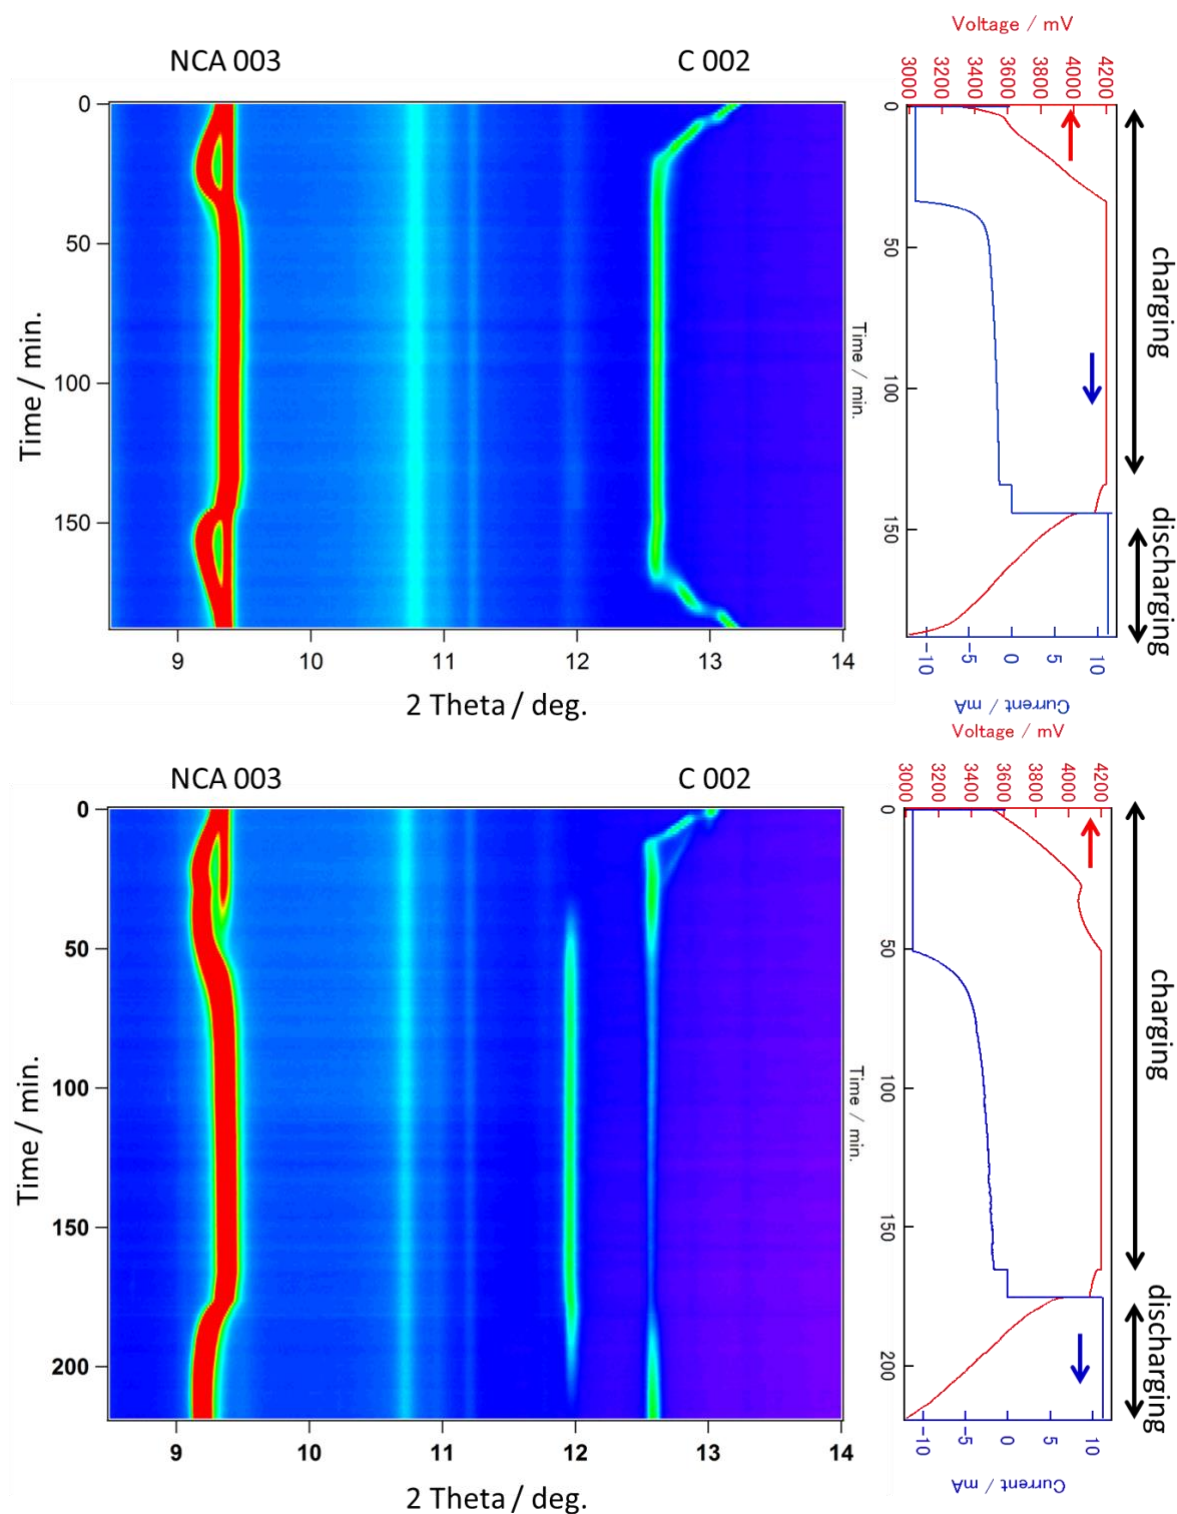 Voltage / mV
NCA 003
C 002
3000 3200 3400 3600 3800 4000 4200
0
50
100
150
Time / min.
9 10 11 12 13 14
2 Theta / deg.
0
50
100
150
Time / min.
-10 -5 0 5 10
Current / mA
charging
discharging
Voltage / mV
NCA 003
C 002
3000 3200 3400 3600 3800 4000 4200
0
50
100
150
200
Time / min.
9 10 11 12 13 14
2 Theta / deg.
0
50
100
150
200
Time / min.
-10 -5 0 5 10
Current / mA
charging
discharging